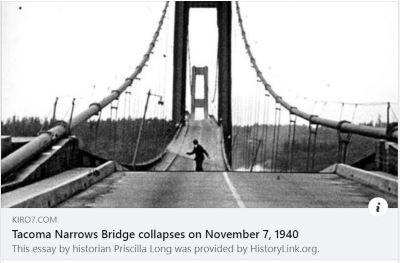 KIRO7.COM
Tacoma Narrows Bridge collapses on November 7, 1940
This essay by historian Priscilla Long was provided by HistoryLink.org.